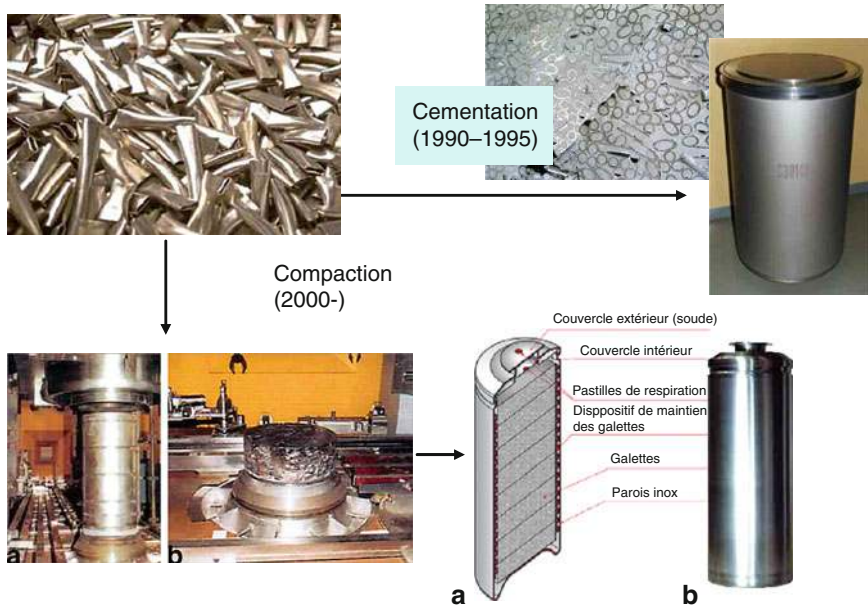 Cementation
(1990–1995)
Compaction
(2000-)
Couvercle extérieur (soude)
Couvercle intérieur
Pastilles de respiration
Disppositif de maintien
des galettes
Galettes
Parois inox
a
b
a
b